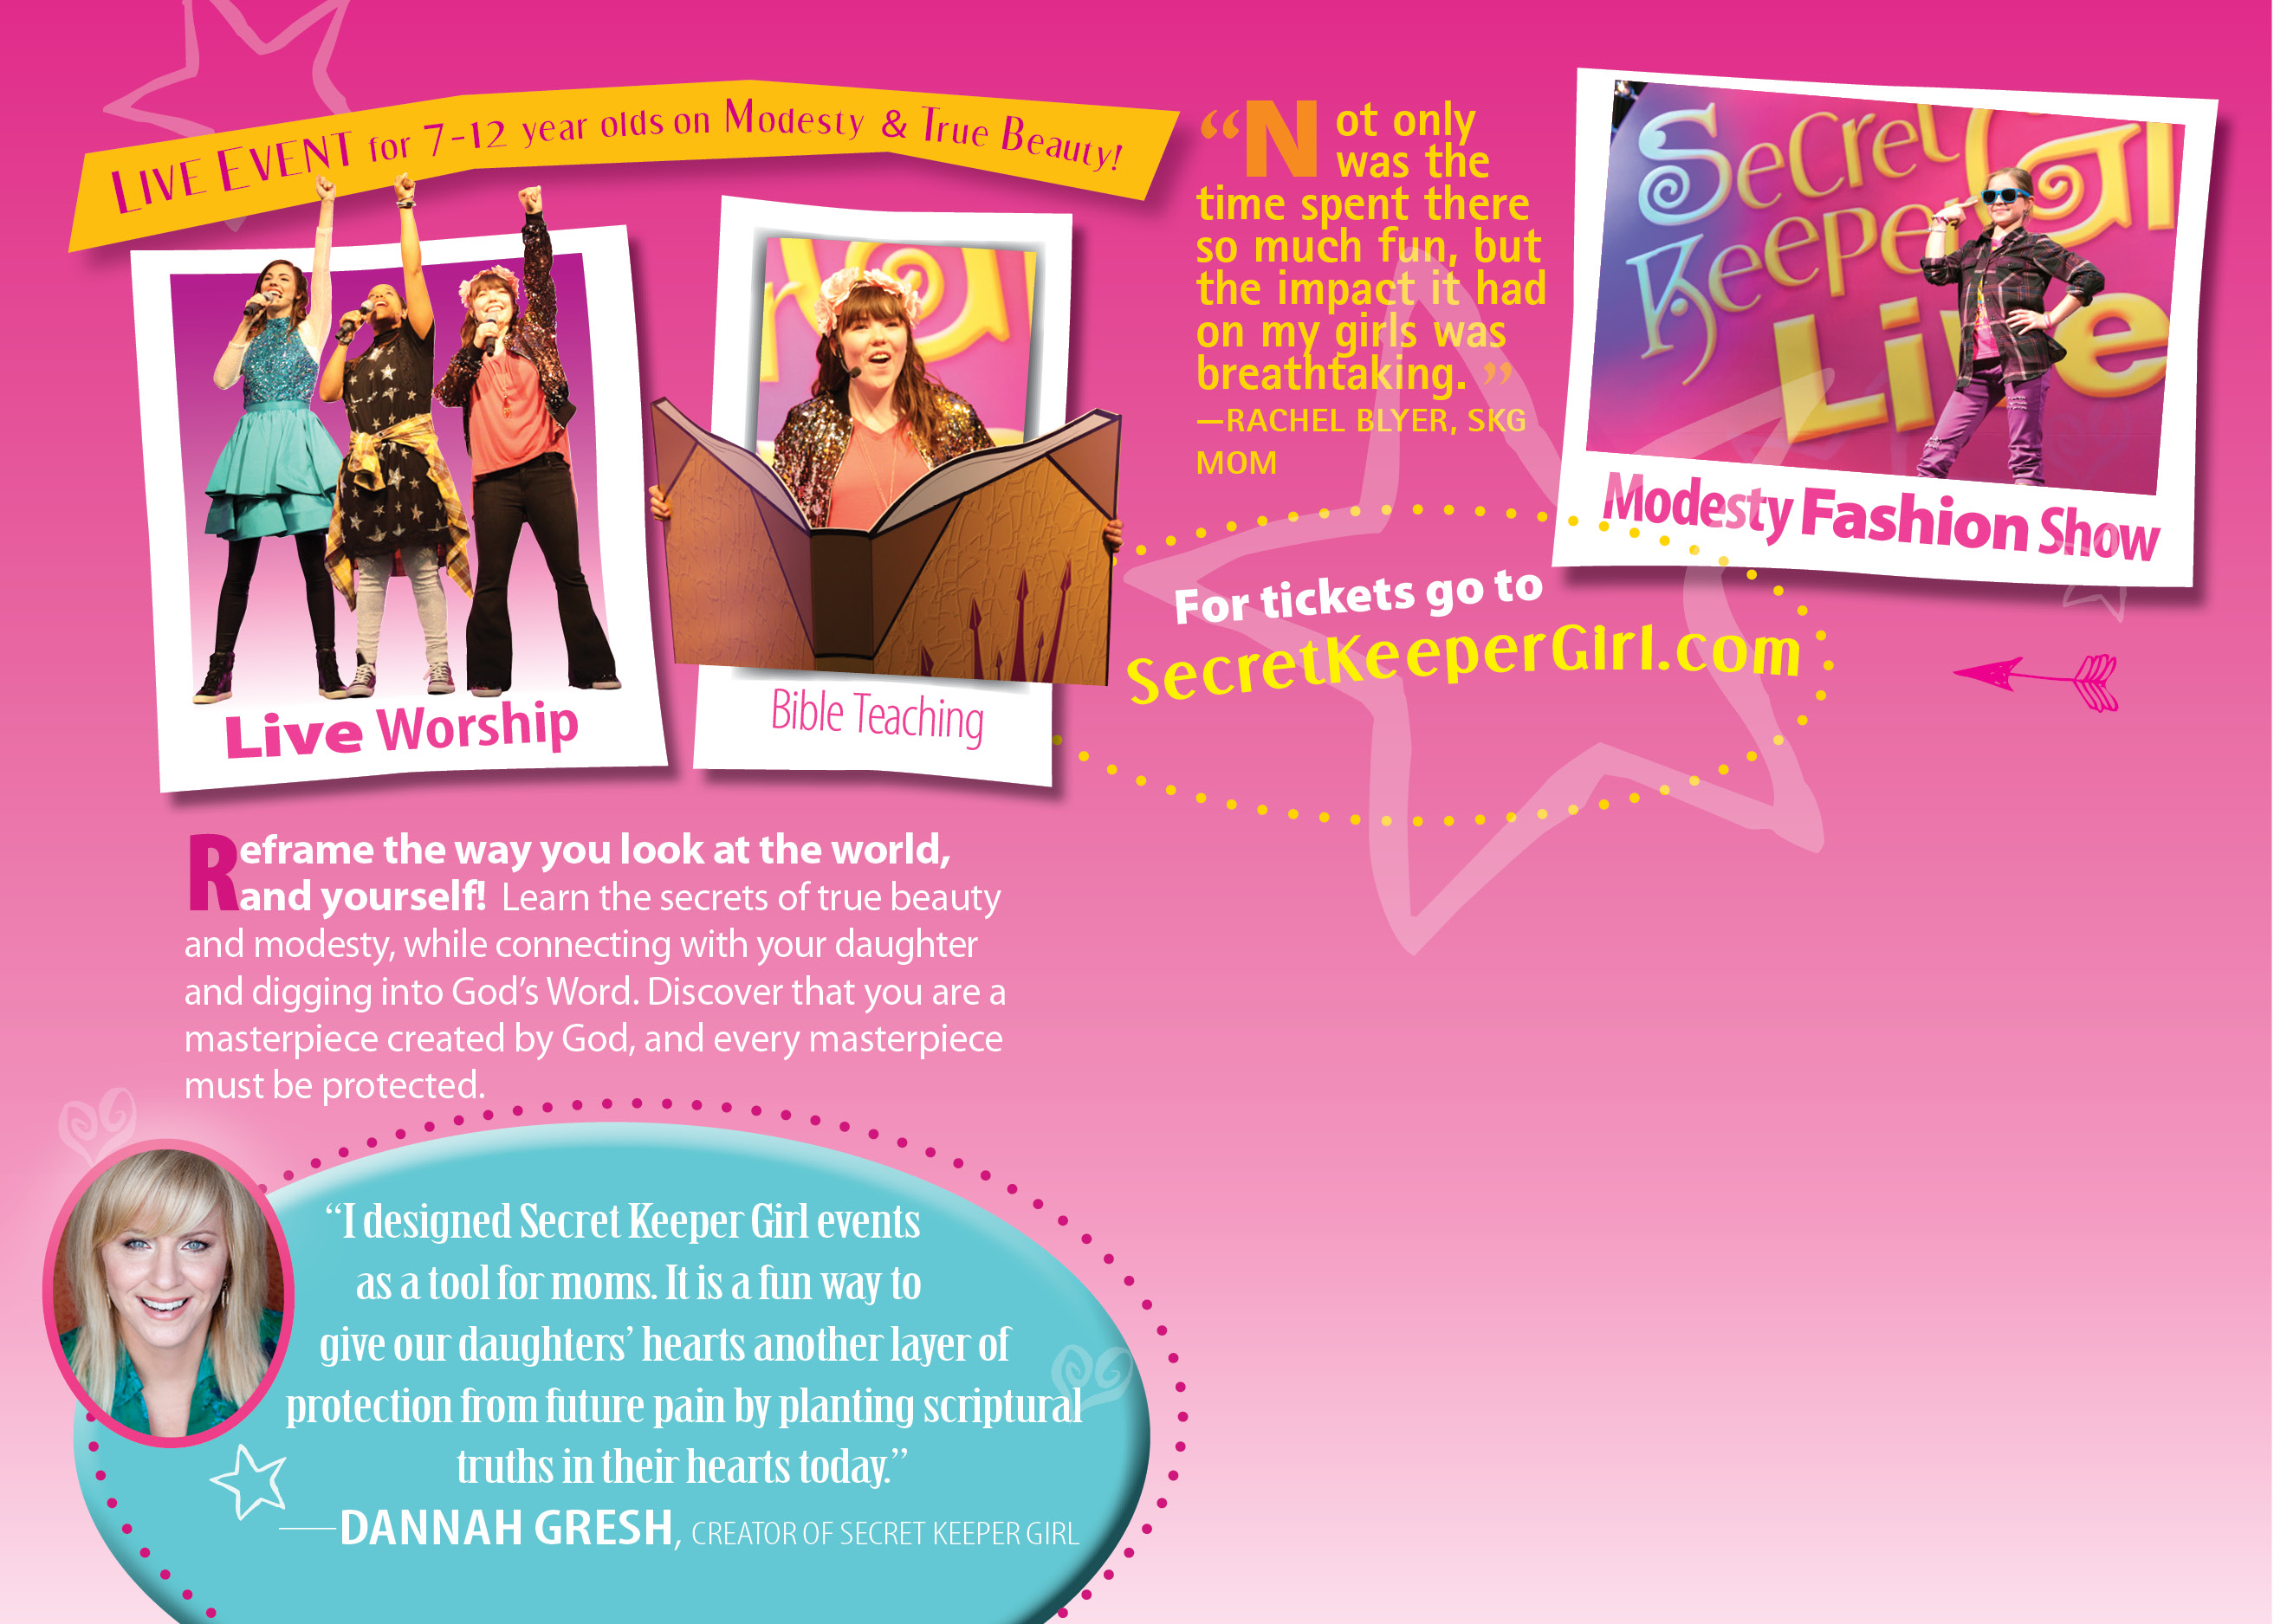 LIVE EVENT for 7-12 year olds on Modesty & True Beauty!
Live Worship
Bible Teaching
“Not only
was the
time spent there
so much fun, but
the impact it had
on my girls was
breathtaking.”
—RACHEL BLYER, SKG
MOM
Secret
Keeper Girl
Live
Modesty Fashion Show
For tickets go to
SecretKeeperGirl.com
Reframe the way you look at the world,
and yourself! Learn the secrets of true beauty
and modesty, while connecting with your daughter
and digging into God’s Word. Discover that you are a
masterpiece created by God, and every masterpiece
must be protected.
“I designed Secret Keeper Girl events
as a tool for moms. It is a fun way to
give our daughters’ hearts another layer of
protection from future pain by planting scriptural
truths in their hearts today.”
—DANNAH GRESH, CREATOR OF SECRET KEEPER GIRL